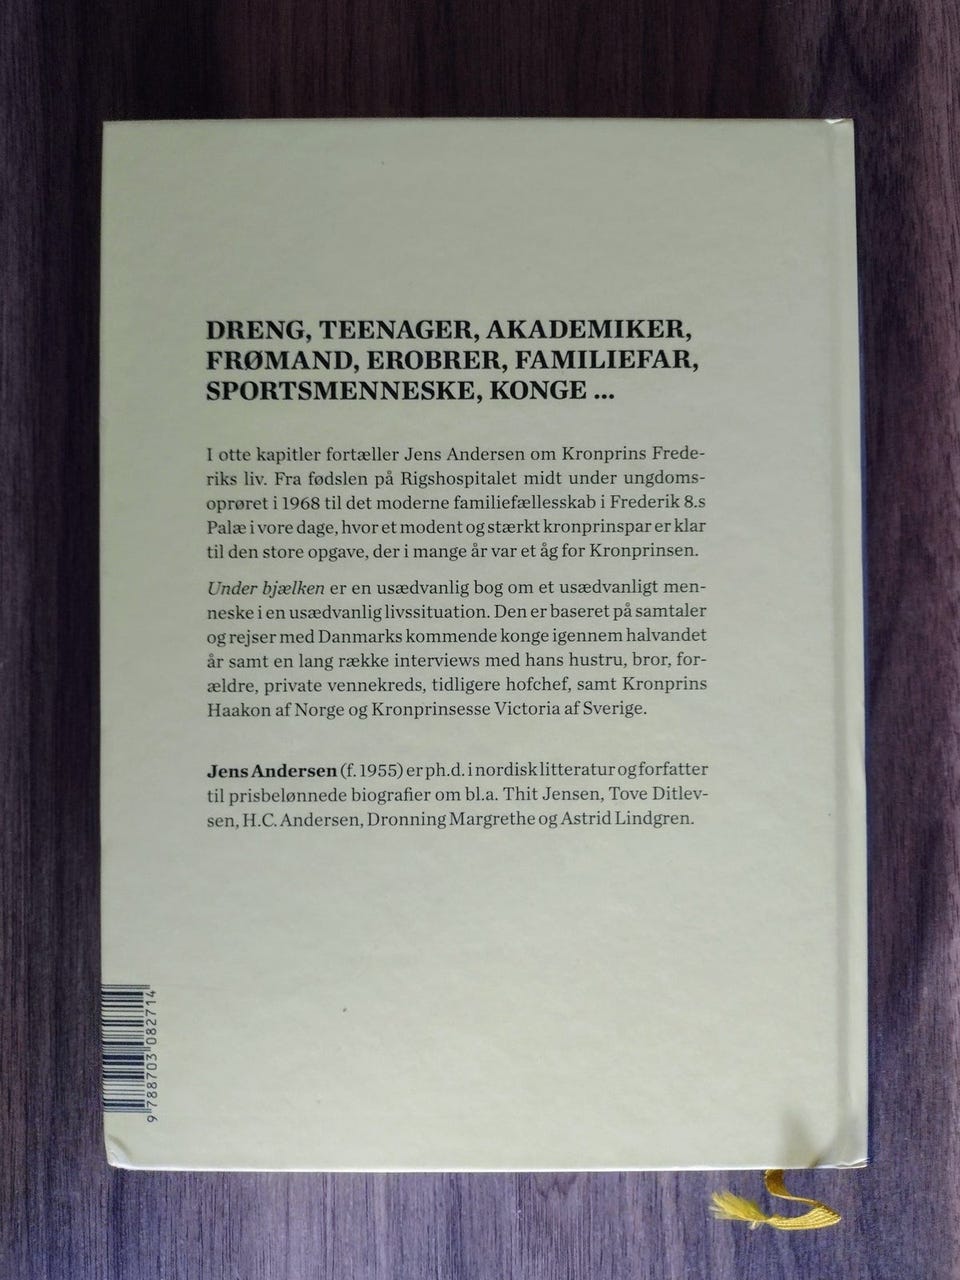 DRENG, TEENAGER, AKADEMIKER,
FRØMAND, EROBRER, FAMILIEFAR,
SPORTSMENNESKE, KONGE ...
I otte kapitler fortæller Jens Andersen om Kronprins Frede-
riks liv. Fra fødslen på Rigshospitalet midt under ungdoms-
oprøret i 1968 til det moderne familiefællesskab i Frederik 8.s
Palæ i vore dage, hvor et modent og stærkt kronprinspar er klar
til den store opgave, der i mange år var et åg for Kronprinsen.
Under bjælken er en usædvanlig bog om et usædvanligt men-
neske i en usædvanlig livssituation. Den er baseret på samtaler
og rejser med Danmarks kommende konge igennem halvandet
år samt en lang række interviews med hans hustru, bror, for-
ældre, private vennekreds, tidligere hofchef, samt Kronprins
Haakon af Norge og Kronprinsesse Victoria af Sverige.
Jens Andersen (f. 1955) er ph.d. i nordisk litteratur og forfatter
til prisbelønnede biografier om bl.a. Thit Jensen, Tove Ditlev-
sen, H.C. Andersen, Dronning Margrethe og Astrid Lindgren.
9 788703 082714